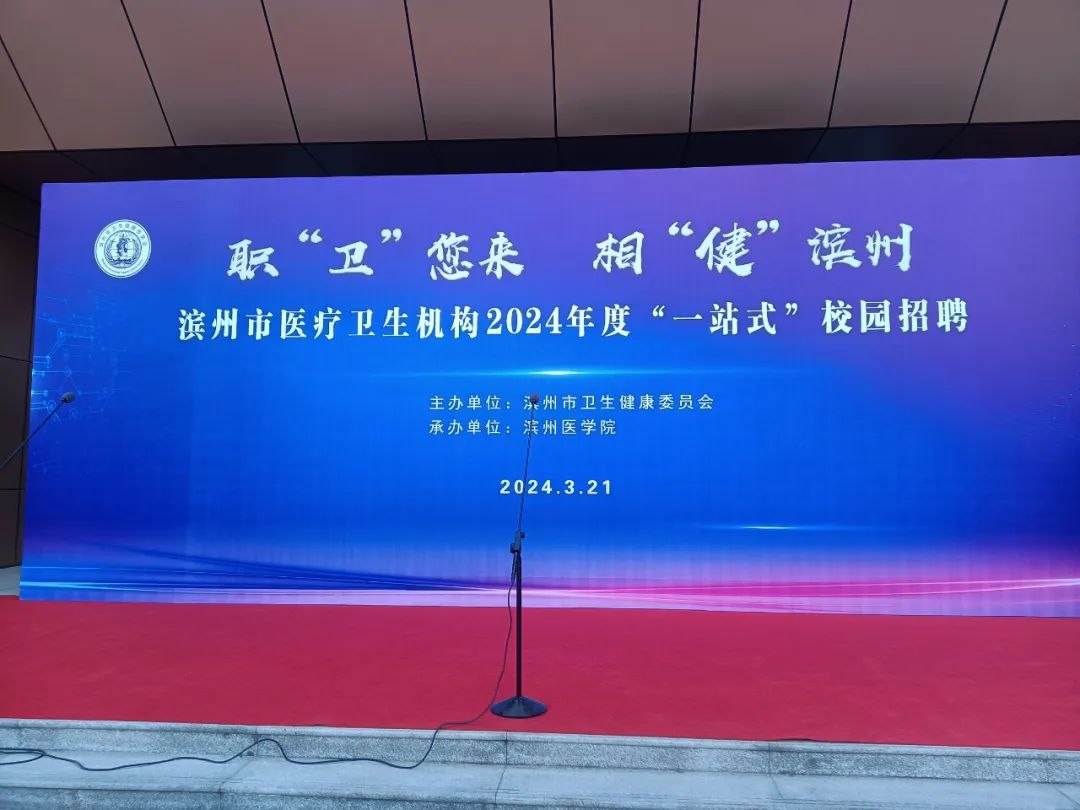 职“卫”您来 相“健”滨州
滨州市医疗卫生机构2024年度“一站式”校园招聘
主办单位：滨州市卫生健康委员会
承办单位：滨州医学院
2024.3.21